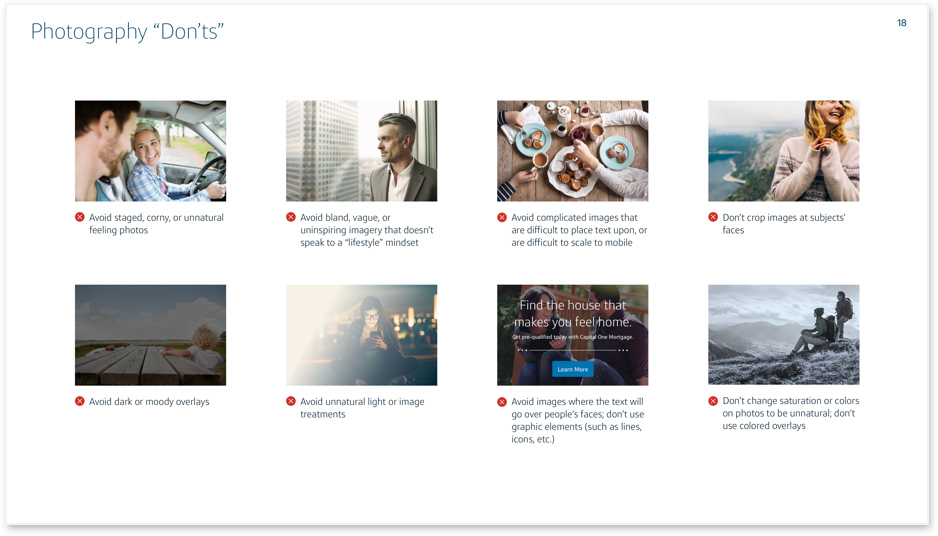 Photography “Don’ts”
18
Avoid staged, corny, or unnatural
feeling photos
Avoid bland, vague, or
uninspiring imagery that doesn’t
speak to a “lifestyle” mindset
Avoid complicated images that
are difficult to place text upon, or
are difficult to scale to mobile
Don’t crop images at subjects’
faces
Find the house that
makes you feel home.
Get pre-qualified today with Capital One Mortgage.
Learn More
Avoid dark or moody overlays
Avoid unnatural light or image
treatments
Avoid images where the text will
go over people’s faces; don’t use
graphic elements (such as lines,
icons, etc.)
Don’t change saturation or colors
on photos to be unnatural; don’t
use colored overlays